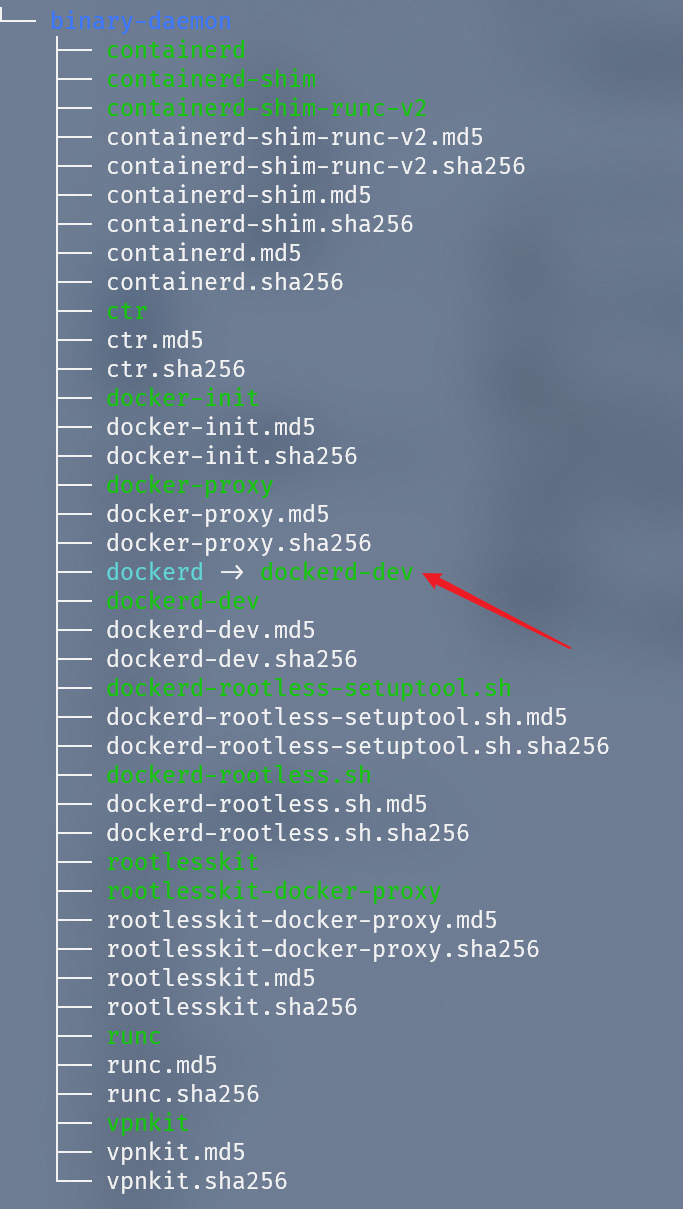 binary-daemon
containerd
containerd-shim
containerd-shim-runc-v2
containerd-shim-runc-v2.md5
containerd-shim-runc-v2.sha256
containerd-shim.md5
containerd-shim.sha256
containerd.md5
containerd.sha256
ctr
ctr.md5
ctr.sha256
docker-init
docker-init.md5
docker-init.sha256
docker-proxy
docker-proxy.md5
docker-proxy.sha256
dockerd → dockerd-dev
dockerd-dev
dockerd-dev.md5
dockerd-dev.sha256
dockerd-rootless-setuptool.sh
dockerd-rootless-setuptool.sh.md5
dockerd-rootless-setuptool.sh.sha256
dockerd-rootless.sh
dockerd-rootless.sh.md5
dockerd-rootless.sh.sha256
rootlesskit
rootlesskit-docker-proxy
rootlesskit-docker-proxy.md5
rootlesskit-docker-proxy.sha256
rootlesskit.md5
rootlesskit.sha256
runc
runc.md5
runc.sha256
vpnkit
vpnkit.md5
vpnkit.sha256